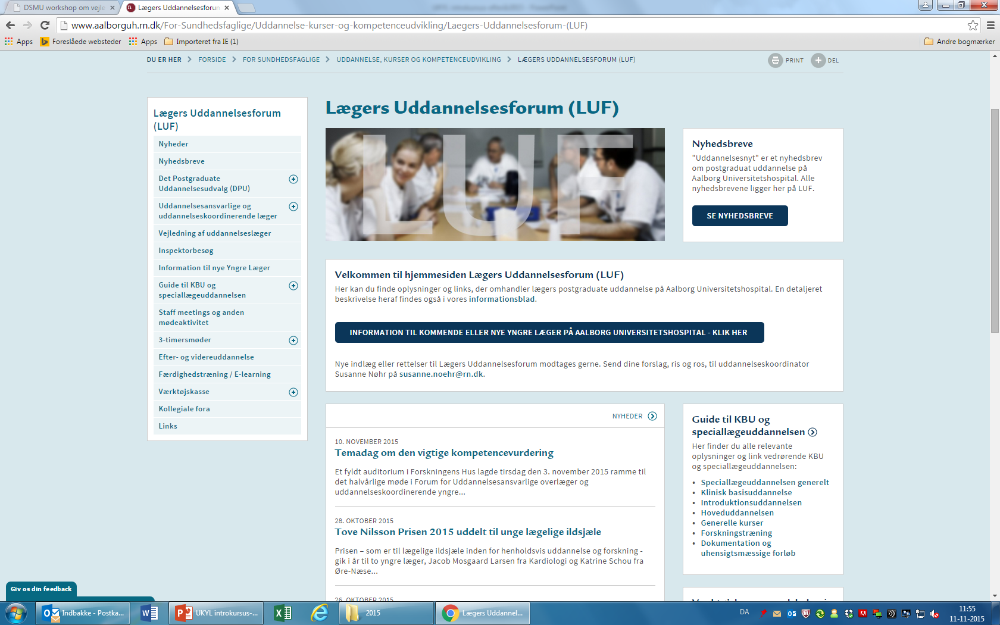 DSMU workshop om vejle
Lægers Uddannelsesforum
www.aalborguh.rn.dk/For-Sundhedsfaglige/Uddannelse-kurser-og-kompetenceudvikling/Laegers-Uddannelsesforum-(LUF)
Apps
Foreslåede websteder
Apps
Importeret fra IE (1)
Andre bogmærker
DU ER HER > FORSIDE > FOR SUNDHEDSFAGLIGE > UDDANNELSE, KURSER OG KOMPETENCEUDVIKLING > LÆGERS UDDANNELSESFORUM (LUF)
PRINT
DEL
Lægers Uddannelsesforum
(LUF)
Nyheder
Nyhedsbreve
Det Postgraduate
Uddannelsesudvalg (DPU)
Uddannelsesansvarlige og
uddannelseskoordinerende læger
Vejledning af uddannelseslæger
Inspektorbesøg
Information til nye Yngre Læger
Guide til KBU og
speciallægeuddannelsen
Staff meetings og anden
mødeaktivitet
3-timersmøder
Efter- og videreuddannelse
Færdighedstræning / E-learning
Værktøjskasse
Kollegiale fora
Links
Lægers Uddannelsesforum (LUF)
LUF
Nyhedsbreve
"Uddannelsesnyt" er et nyhedsbrev
om postgraduat uddannelse på
Aalborg Universitetshospital. Alle
nyhedsbrevene ligger her på LUF.
SE NYHEDSBREVE
Velkommen til hjemmesiden Lægers Uddannelsesforum (LUF)
Her kan du finde oplysninger og links, der omhandler lægers postgraduate uddannelse på Aalborg Universitetshospital. En detaljeret
beskrivelse heraf findes også i vores informationsblad.
INFORMATION TIL KOMMENDE ELLER NYE YNGRE LÆGER PÅ AALBORG UNIVERSITETSHOSPITAL - KLIK HER
Nye indlæg eller rettelser til Lægers Uddannelsesforum modtages gerne. Send dine forslag, ris og ros, til uddannelseskoordinator
Susanne Nøhr på susanne.noehr@rn.dk.
NYHEDER
10. NOVEMBER 2015
Temadag om den vigtige kompetencevurdering
Et fyldt auditorium i Forskningens Hus lagde tirsdag den 3. november 2015 ramme til
det halvårlige møde i Forum for Uddannelsesansvarlige overlæger og
uddannelseskoordinerende yngre...
28. OKTOBER 2015
Tove Nilsson Prisen 2015 uddelt til unge lægelige ildsjæle
Prisen – som er til lægelige ildsjæle inden for henholdsvis uddannelse og forskning -
gik i år til to yngre læger, Jacob Mosgaard Larsen fra Kardiologi og Katrine Schou fra
Øre-Næse...
26. OKTOBER 2015
Guide til KBU og
speciallægeuddannelsen
Her finder du alle relevante
oplysninger og link vedrørende KBU
og speciallægeuddannelsen:
• Speciallægeuddannelsen generelt
• Klinisk basisuddannelse
• Introduktionsuddannelsen
• Hoveduddannelsen
• Generelle kurser
• Forskningstræning
• Dokumentation og
uhensigtsmæssige forløb
Giv os din feedback
Indbakke - Postka...
UKYL introkursus-...
2015
Lægers Uddannel...
DA
11:55
11-11-2015